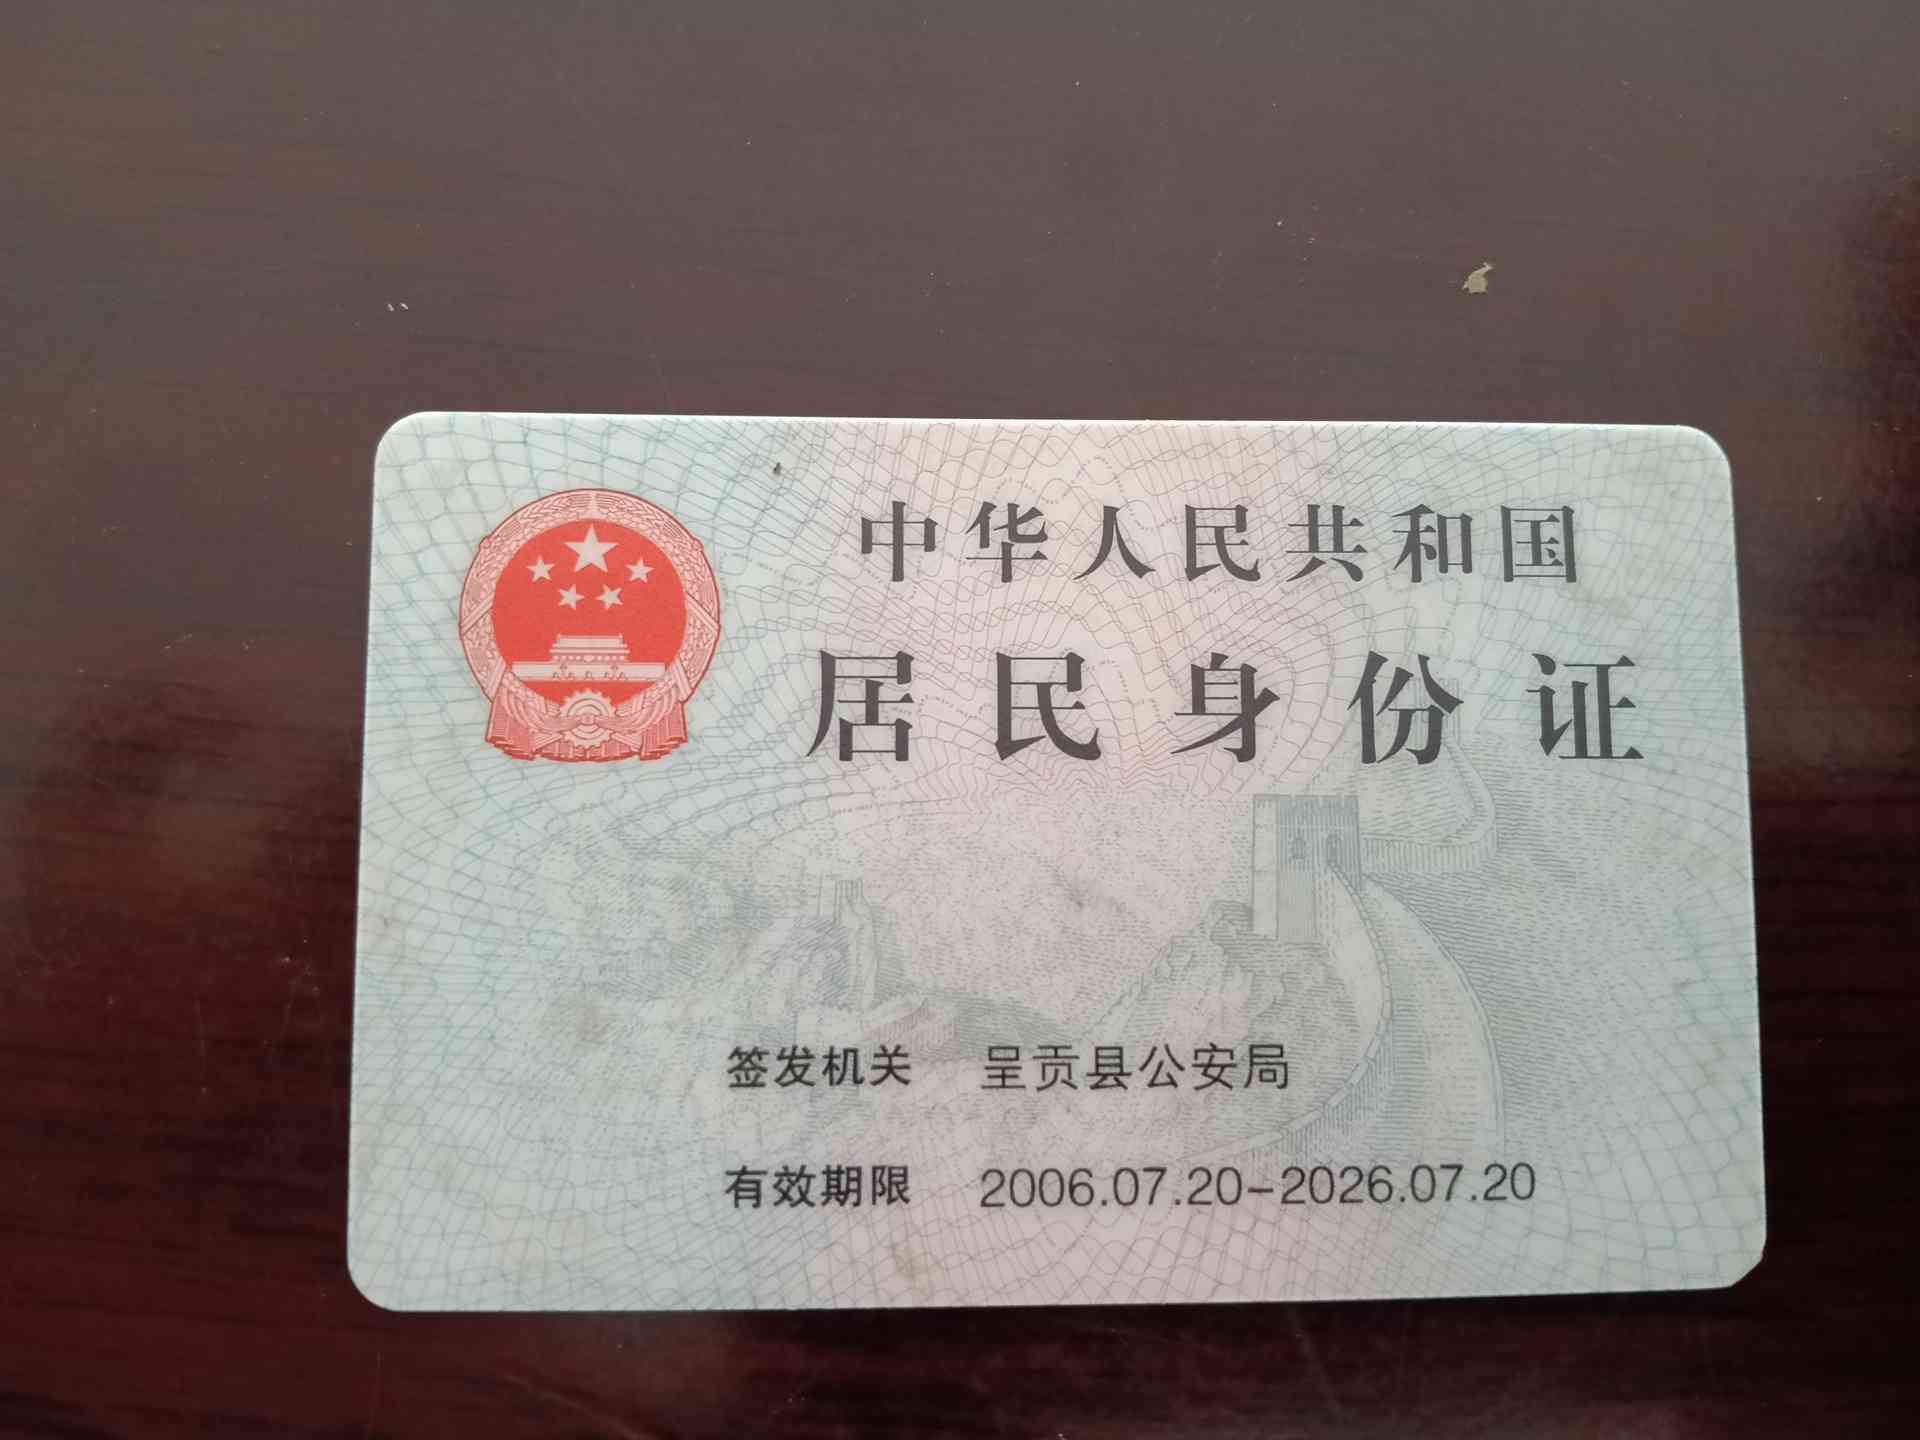 中华人民共和国
居民身份证
签发机关 呈贡县公安局
有效期限 2006.07.20-2026.07.20